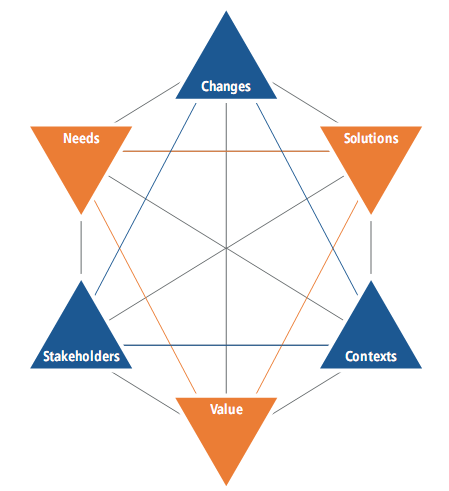 Changes
Needs
Solutions
Stakeholders
Contexts
Value